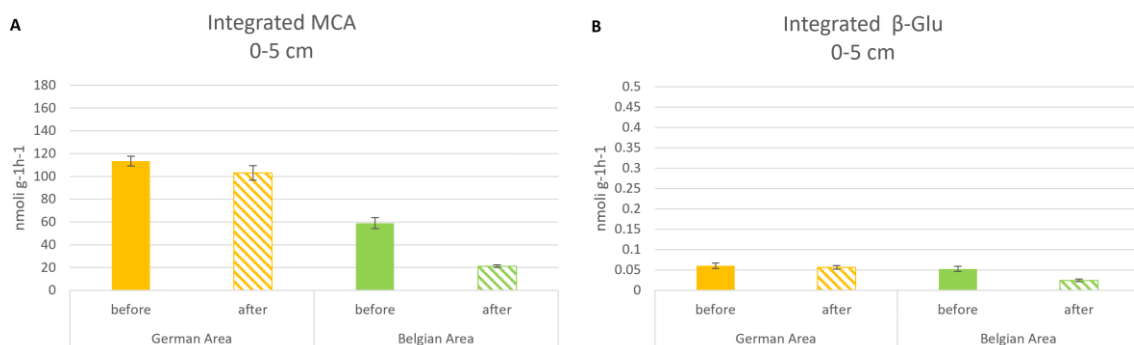 A
Integrated MCA
0-5 cm
nmoli g-1h-1
180
160
140
120
100
80
60
40
20
0
before after before after
German Area Belgian Area
B
Integrated β-Glu
0-5 cm
nmoli g-1h-1
0.5
0.45
0.4
0.35
0.3
0.25
0.2
0.15
0.1
0.05
0
before after before after
German Area Belgian Area